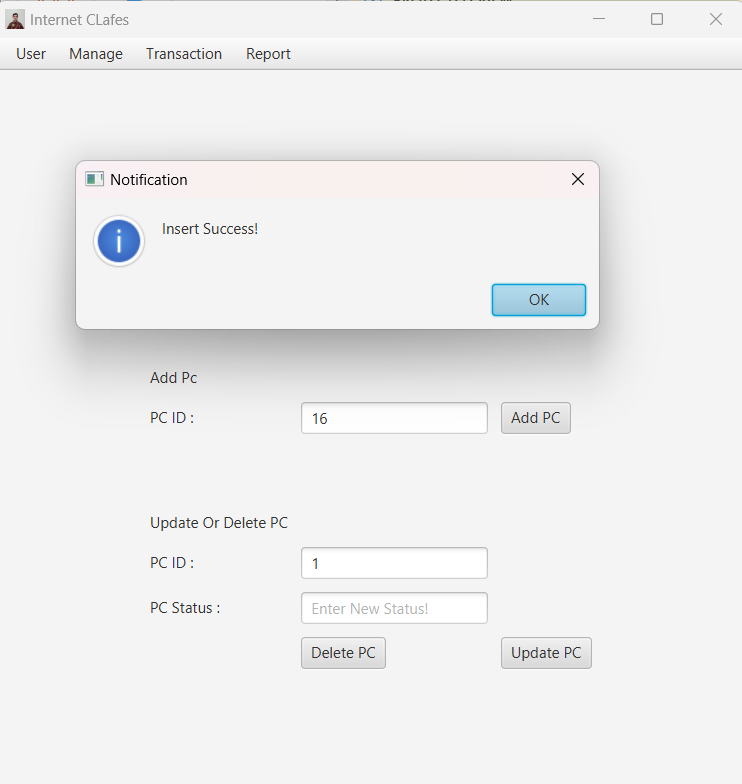 Internet CLafes
User Manage Transaction Report
Notification
Insert Success!
OK
Add Pc
PC ID : 16 Add PC
Update Or Delete PC
PC ID : 1
PC Status : Enter New Status!
Delete PC Update PC